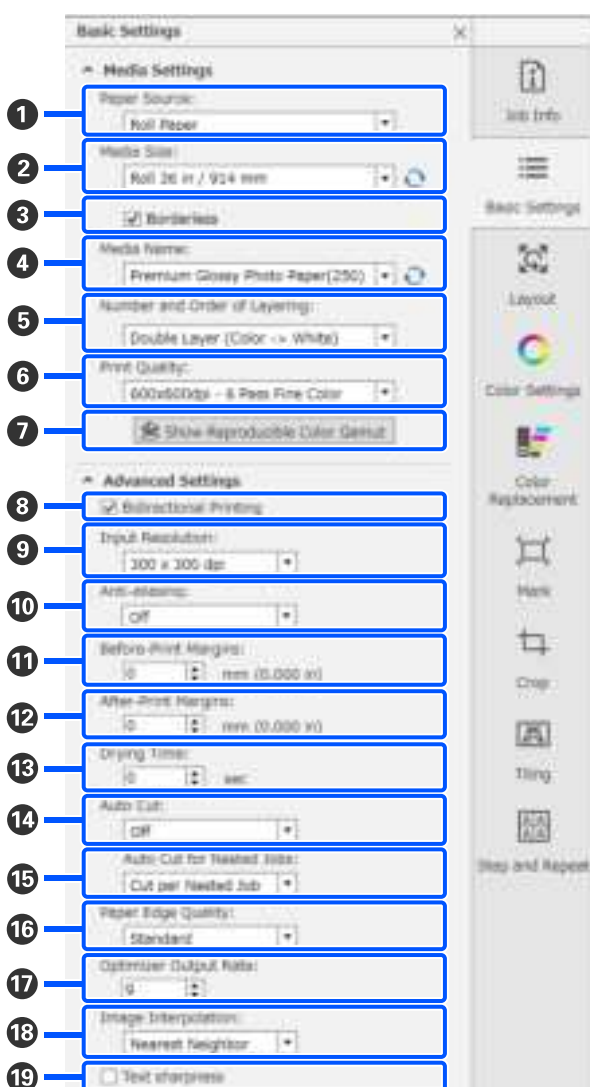 Basic Settings
Media Settings
1 Paper Source:
Roll Paper
2 Media Size:
Roll 36 in / 914 mm
3 Borderless
4 Media Name:
Premium Glossy Photo Paper(250)
5 Number and Order of Layering:
Double Layer (Color -> White)
6 Print Quality:
600x600dpi - 6 Pass Fine Color
7 Show Reproducible Color Gamut
Advanced Settings
8 Bidirectional Printing
9 Input Resolution:
300 x 300 dpi
10 Anti-aliasing:
Off
11 Before-Print Margins:
0 mm (0.000 in)
12 After-Print Margins:
0 mm (0.000 in)
13 Drying Time:
0 sec
14 Auto Cut:
Off
15 Auto Cut for Nested Jobs:
Cut per Nested Job
16 Paper Edge Quality:
Standard
17 Optimizer Output Rate:
18 Image Interpolation:
Nearest Neighbor
19 Text sharpness
Job Info
Basic Settings
Layout
Color Settings
Color
Replacement
Mark
Crop
Tiling
Step and Repeat